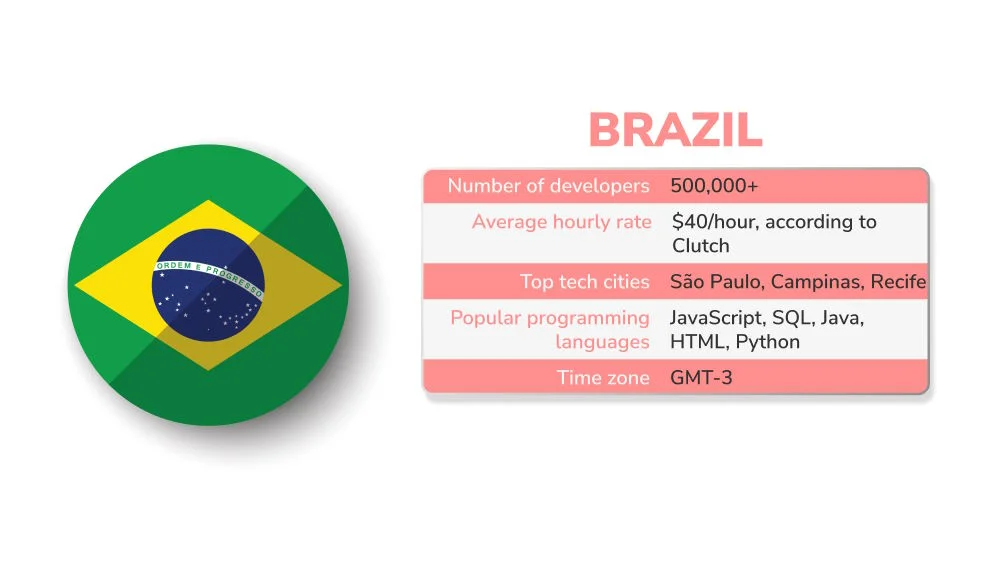 BRAZIL
ORDEM E PROGRESSO
Number of developers 500,000+
Average hourly rate $40/hour, according to
Clutch
Top tech cities São Paulo, Campinas, Recife
Popular programming JavaScript, SQL, Java,
languages HTML, Python
Time zone GMT-3